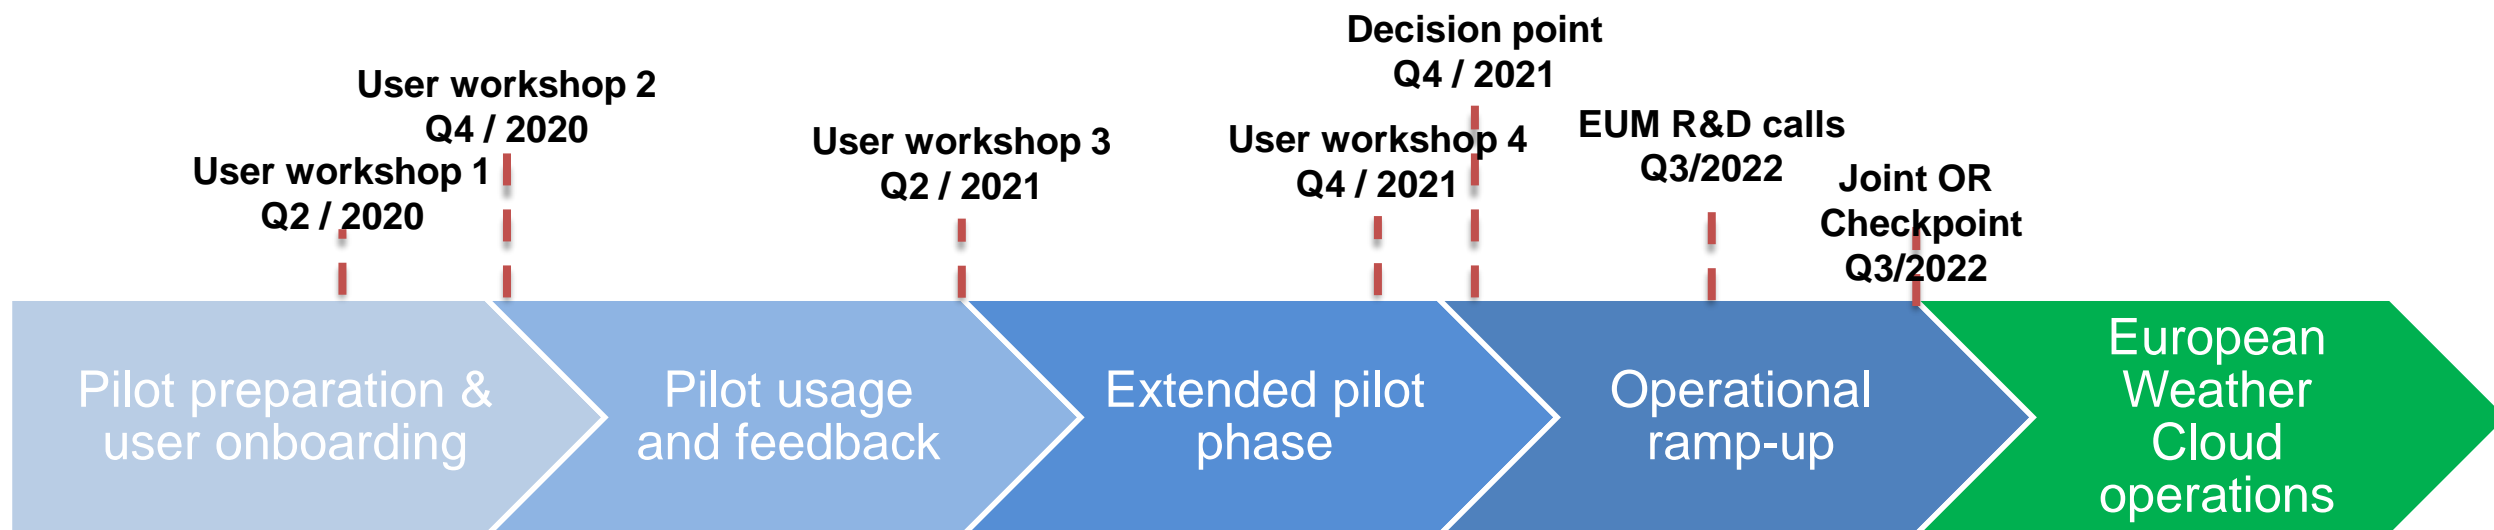 Decision point
Q4 / 2021
User workshop 2
Q4 / 2020
User workshop 1
Q2 / 2020
User workshop 3
Q2 / 2021
User workshop 4
Q4 / 2021
EUM R&D calls
Q3/2022
Joint OR
Checkpoint
Q3/2022
Pilot preparation &
user onboarding
Pilot usage
and feedback
Extended pilot
phase
Operational
ramp-up
European
Weather
Cloud
operations